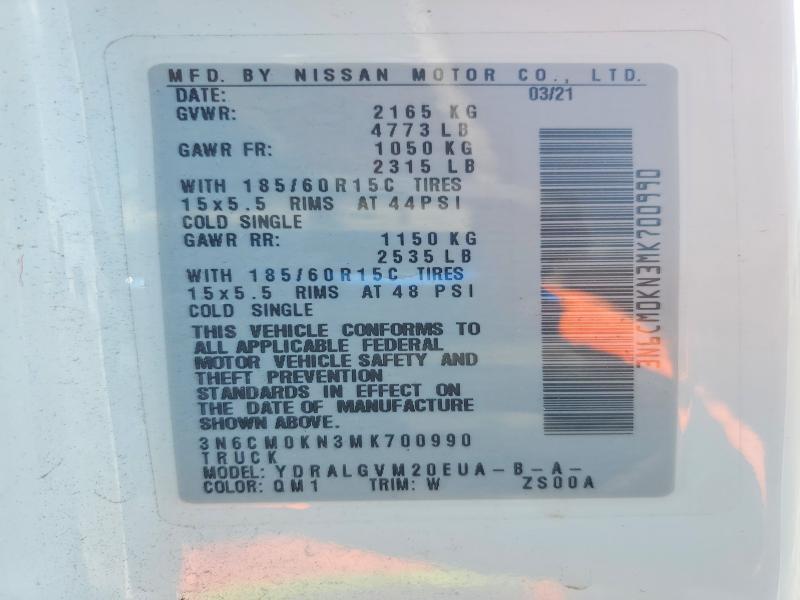 MFD. BY NISSAN MOTOR CO., LTD.
DATE: 03/21
GVWR: 2165 KG
4773 LB
GAWR FR: 1050 KG
2315 LB
WITH 185/60R15C TIRES
15x5.5 RIMS AT 44PSI
COLD SINGLE
GAWR RR: 1150 KG
2535 LB
WITH 185/60R15C TIRES
15x5.5 RIMS AT 48 PSI
COLD SINGLE
THIS VEHICLE CONFORMS TO
ALL APPLICABLE FEDERAL
MOTOR VEHICLE SAFETY AND
THEFT PREVENTION
STANDARDS IN EFFECT ON
THE DATE OF MANUFACTURE
SHOWN ABOVE.
3N6CM0KN3MK700990
TRUCK
MODEL: YDRALGVM20EUA-B-A-
COLOR: QM1 TRIM: W ZS00A
3N6CM0KN3MK700990